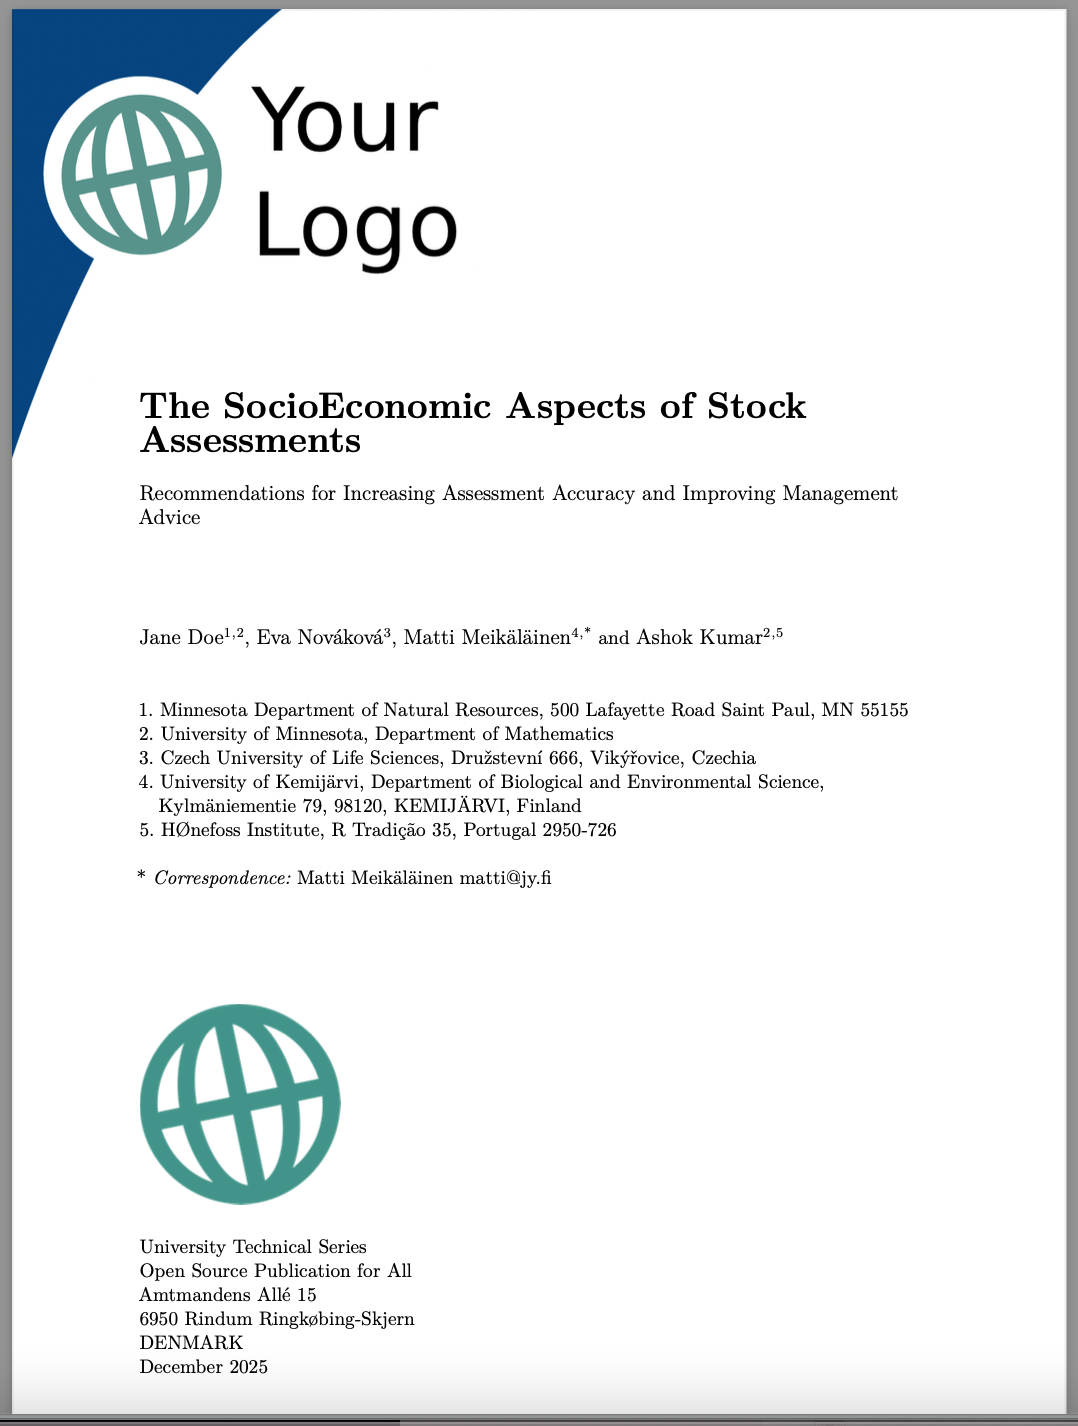 Your
Logo
The SocioEconomic Aspects of Stock
Assessments
Recommendations for Increasing Assessment Accuracy and Improving Management
Advice
Jane Doe1,2, Eva Nováková3, Matti Meikäläinen4,* and Ashok Kumar2,5
1. Minnesota Department of Natural Resources, 500 Lafayette Road Saint Paul, MN 55155
2. University of Minnesota, Department of Mathematics
3. Czech University of Life Sciences, Družstevní 666, Vikýřovice, Czechia
4. University of Kemijärvi, Department of Biological and Environmental Science,
Kylmäniementie 79, 98120, KEMIJÄRVI, Finland
5. HØnefoss Institute, R Tradição 35, Portugal 2950-726
* Correspondence: Matti Meikäläinen matti@jy.fi
University Technical Series
Open Source Publication for All
Amtmandens Allé 15
6950 Rindum Ringkøbing-Skjern
DENMARK
December 2025